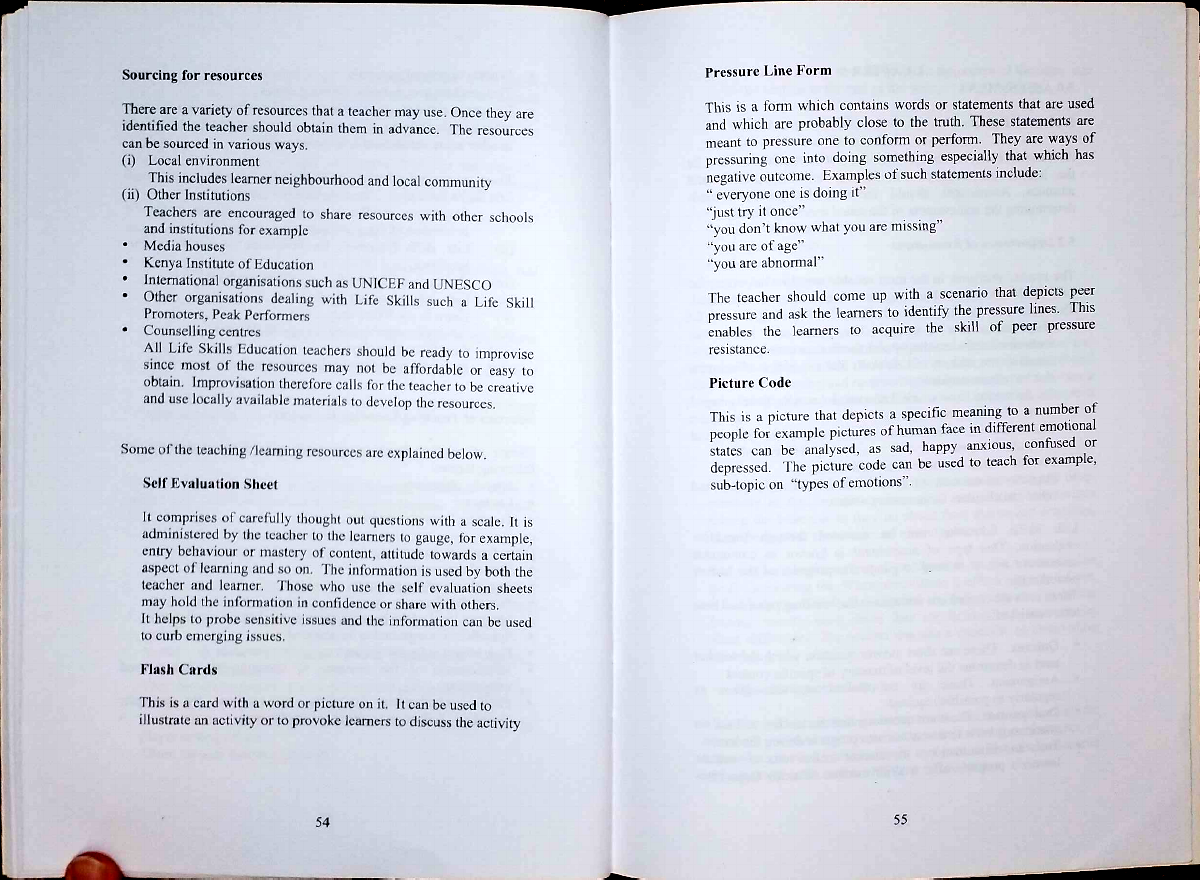 Sourcing for resources
There are a variety of resources that a teacher may use. Once they are
identified the teacher should obtain them in advance. The resources
can be sourced in various ways.
(i) Local environment
This includes learner neighbourhood and local community
(ii) Other Institutions
Teachers are encouraged to share resources with other schools
and institutions for example
• Media houses
• Kenya Institute of Education
• International organisations such as UNICEF and UNESCO
• Other organisations dealing with Life Skills such a Life Skill
Promoters, Peak Performers
• Counselling centres
All Life Skills Education teachers should be ready to improvise
since most of the resources may not be affordable or easy to
obtain. Improvisation therefore calls for the teacher to be creative
and use locally available materials to develop the resources.
Some of the teaching /learning resources are explained below.
Self Evaluation Sheet
It comprises of carefully thought out questions with a scale. It is
administered by the teacher to the learners to gauge, for example,
entry behaviour or mastery of content, attitude towards a certain
aspect of learning and so on. The information is used by both the
teacher and learner. Those who use the self evaluation sheets
may hold the information in confidence or share with others.
It helps to probe sensitive issues and the information can be used
to curb emerging issues.
Flash Cards
This is a card with a word or picture on it. It can be used to
illustrate an activity or to provoke learners to discuss the activity
54
Pressure Line Form
This is a form which contains words or statements that are used
and which are probably close to the truth. These statements are
meant to pressure one to conform or perform. They are ways of
pressuring one into doing something especially that which has
negative outcome. Examples of such statements include:
“ everyone one is doing it”
“just try it once”
“you don’t know what you are missing”
“you are of age”
“you are abnormal”
The teacher should come up with a scenario that depicts peer
pressure and ask the learners to identify the pressure lines. This
enables the learners to acquire the skill of peer pressure
resistance.
Picture Code
This is a picture that depicts a specific meaning to a number of
people for example pictures of human face in different emotional
states can be analysed, as sad, happy anxious, confused or
depressed. The picture code can be used to teach for example,
sub-topic on “types of emotions”.
55